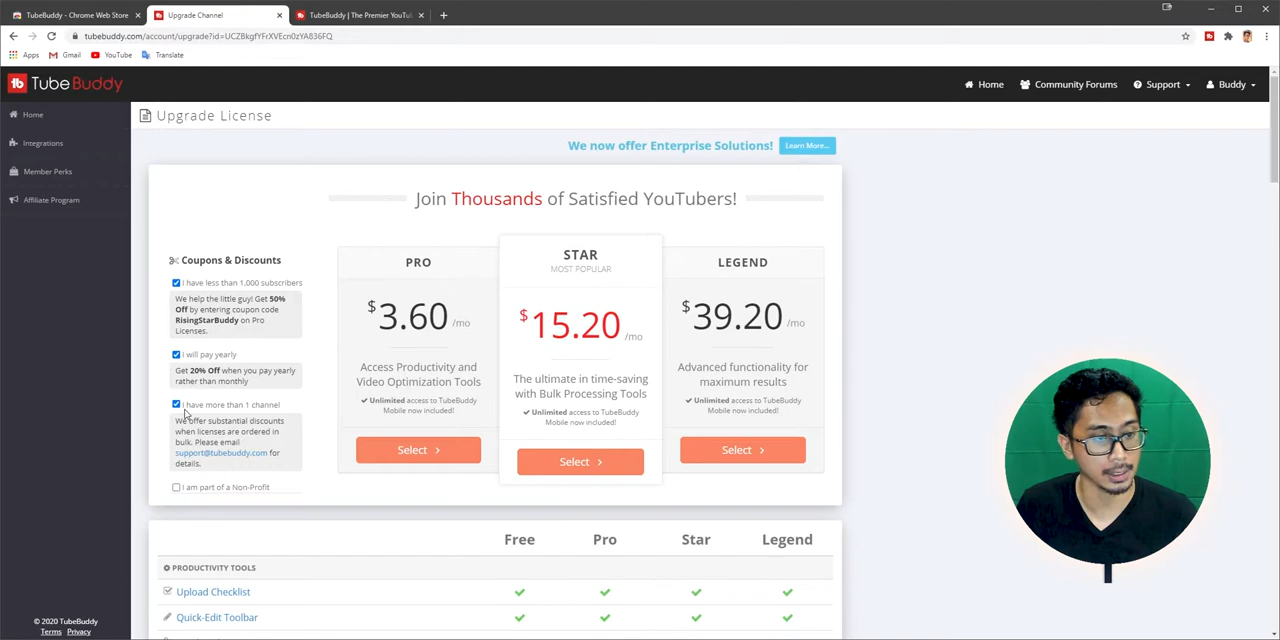 TubeBuddy - Chrome Web Store
Upgrade Channel
TubeBuddy | The Premier YouTu
tubebuddy.com/account/upgrade?id=UCZBkgfYFrXVEcn0zYA836FQ
Apps
Gmail
YouTube
Translate
TubeBuddy
Home
Community Forums
Support
Buddy
Home
Integrations
Member Perks
Affiliate Program
Upgrade License
We now offer Enterprise Solutions!
Learn More...
Join Thousands of Satisfied YouTubers!
Coupons & Discounts
I have less than 1,000 subscribers
We help the little guy! Get 50%
Off by entering coupon code
RisingStarBuddy on Pro
Licenses.
I will pay yearly
Get 20% Off when you pay yearly
rather than monthly
I have more than 1 channel
We offer substantial discounts
when licenses are ordered in
bulk. Please email
support@tubebuddy.com for
details.
I am part of a Non-Profit
PRO
$3.60 /mo
Access Productivity and
Video Optimization Tools
Unlimited access to TubeBuddy
Mobile now included!
Select
STAR
MOST POPULAR
$15.20 /mo
The ultimate in time-saving
with Bulk Processing Tools
Unlimited access to TubeBuddy
Mobile now included!
Select
LEGEND
$39.20 /mo
Advanced functionality for
maximum results
Unlimited access to TubeBuddy
Mobile now included!
Select
Free Pro Star Legend
PRODUCTIVITY TOOLS
Upload Checklist
Quick-Edit Toolbar
© 2020 TubeBuddy
Terms Privacy